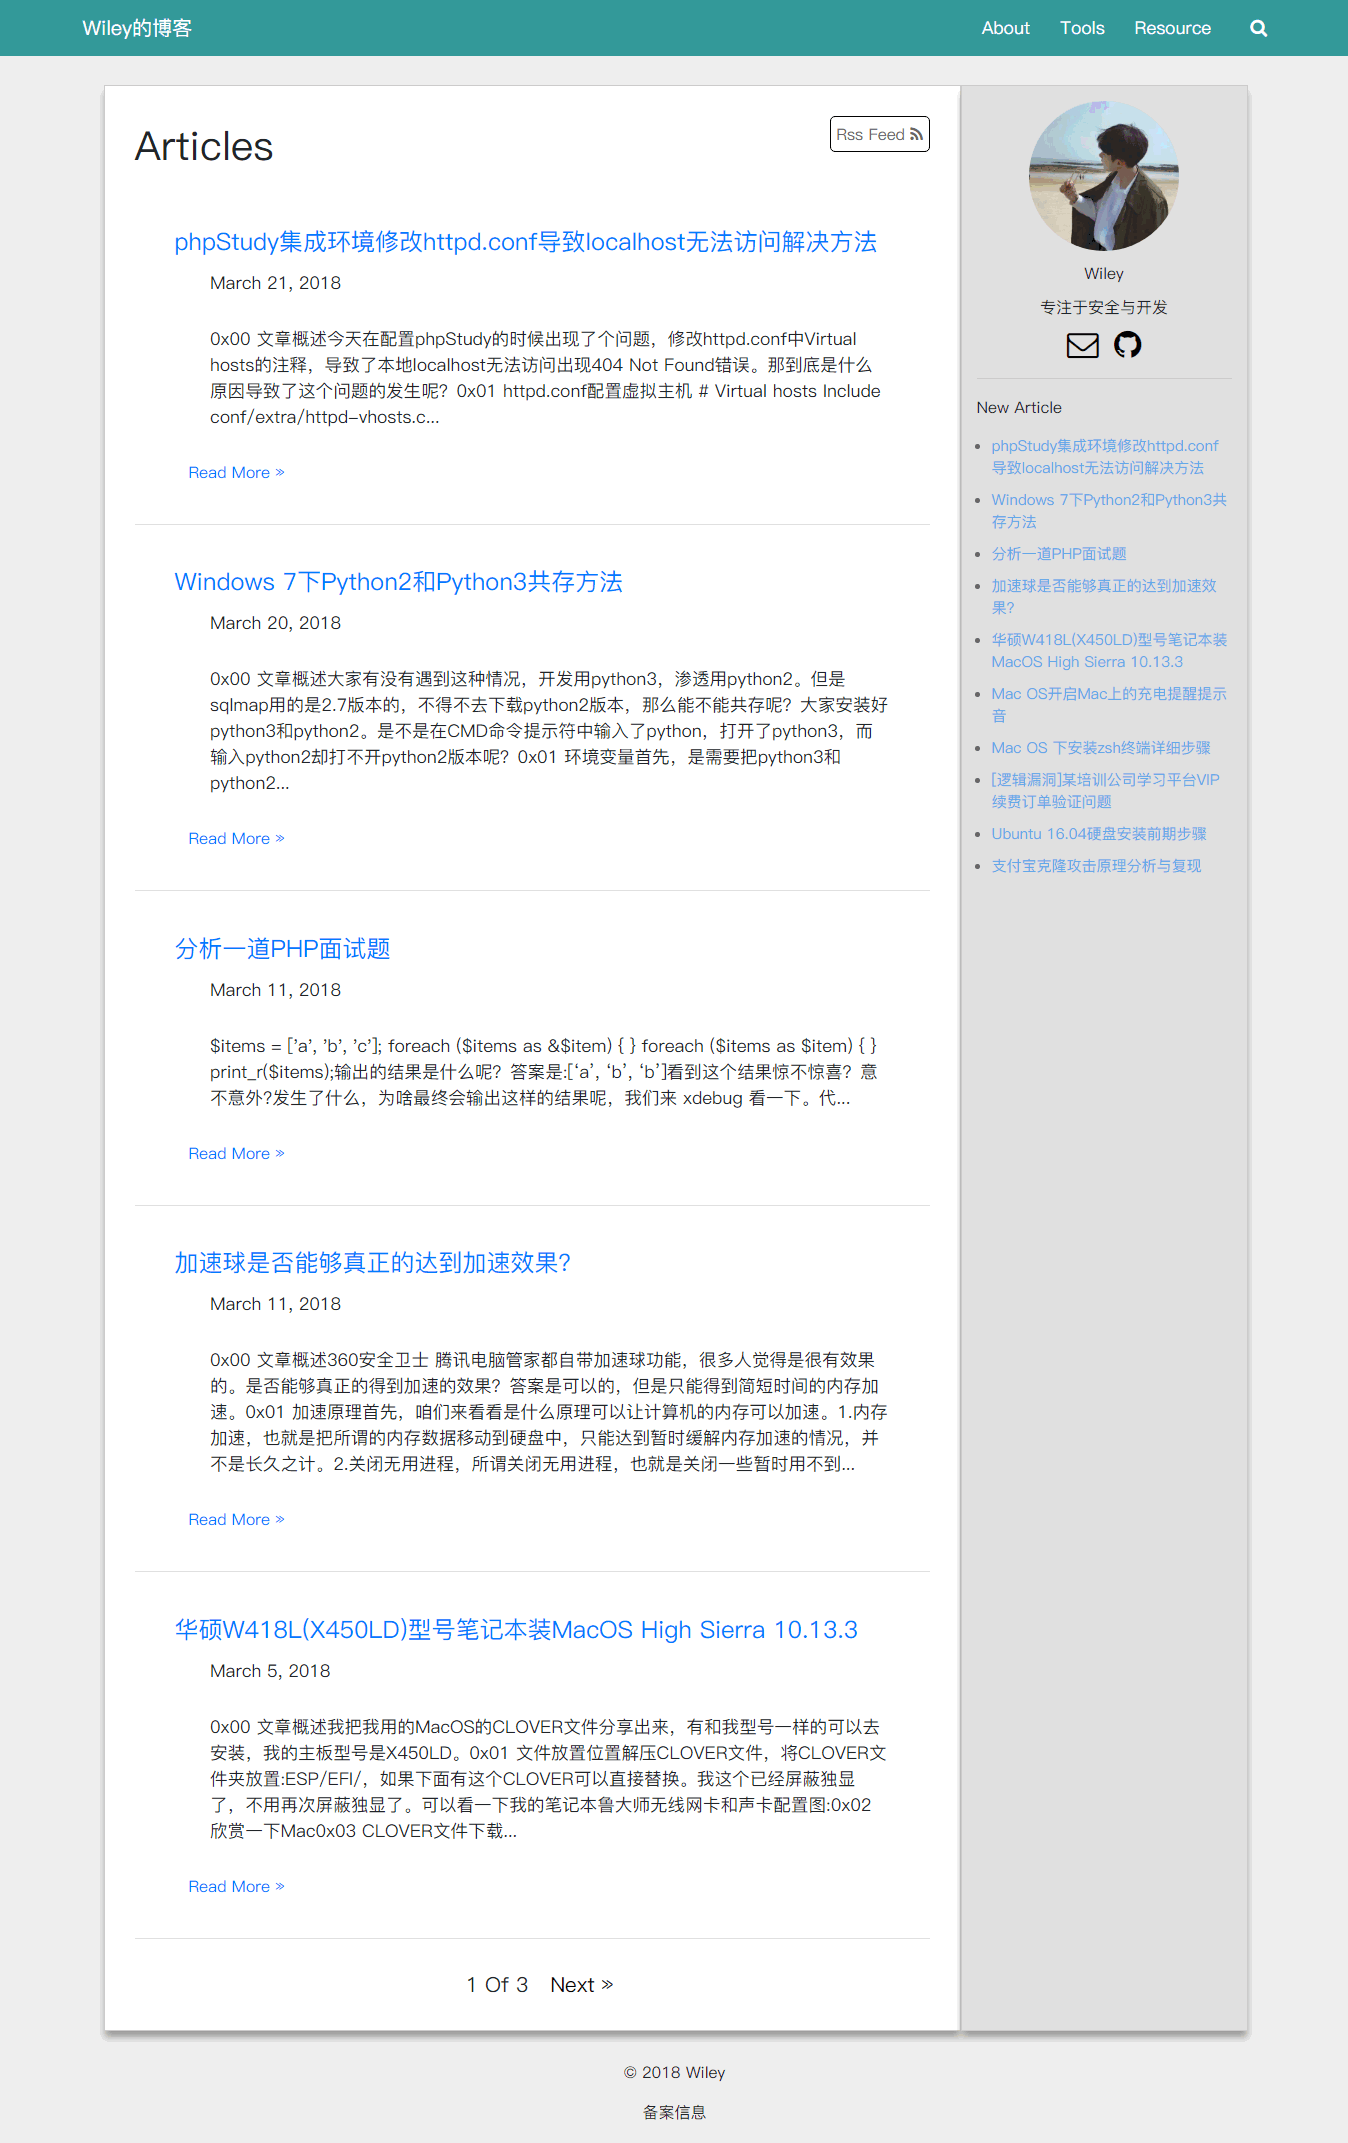 Wiley的博客
About
Tools
Resource
Articles
Rss Feed
phpStudy集成环境修改httpd.conf导致localhost无法访问解决方法
March 21, 2018
0x00 文章概述今天在配置phpStudy的时候出现了个问题，修改httpd.conf中Virtual
hosts的注释，导致了本地localhost无法访问出现404 Not Found错误。那到底是什么
原因导致了这个问题的发生呢？0x01 httpd.conf配置虚拟主机 # Virtual hosts Include
conf/extra/httpd-vhosts.c...
Read More »
Windows 7下Python2和Python3共存方法
March 20, 2018
0x00 文章概述大家有没有遇到这种情况，开发用python3，渗透用python2。但是
sqlmap用的是2.7版本的，不得不去下载python2版本，那么能不能共存呢？大家安装好
python3和python2。是不是在CMD命令提示符中输入了python，打开了python3，而
输入python2却打不开python2版本呢？0x01 环境变量首先，是需要把python3和
python2...
Read More »
分析一道PHP面试题
March 11, 2018
$items = ['a', 'b', 'c']; foreach ($items as &$item) { } foreach ($items as $item) { }
print_r($items);输出的结果是什么呢？答案是:[‘a’, ‘b’, ‘b’]看到这个结果惊不惊喜？意
不意外?发生了什么，为啥最终会输出这样的结果呢，我们来 xdebug 看一下。代...
Read More »
加速球是否能够真正的达到加速效果？
March 11, 2018
0x00 文章概述360安全卫士 腾讯电脑管家都自带加速球功能，很多人觉得是很有效果
的。是否能够真正的得到加速的效果？答案是可以的，但是只能得到简短时间的内存加
速。0x01 加速原理首先，咱们来看看是什么原理可以让计算机的内存可以加速。1.内存
加速，也就是把所谓的内存数据移动到硬盘中，只能达到暂时缓解内存加速的情况，并
不是长久之计。2.关闭无用进程，所谓关闭无用进程，也就是关闭一些暂时用不到...
Read More »
华硕W418L(X450LD)型号笔记本装MacOS High Sierra 10.13.3
March 5, 2018
0x00 文章概述我把我用的MacOS的CLOVER文件分享出来，有和我型号一样的可以去
安装，我的主板型号是X450LD。0x01 文件放置位置解压CLOVER文件，将CLOVER文
件夹放置:ESP/EFI/，如果下面有这个CLOVER可以直接替换。我这个已经屏蔽独显
了，不用再次屏蔽独显了。可以看一下我的笔记本鲁大师无线网卡和声卡配置图:0x02
欣赏一下Mac0x03 CLOVER文件下载...
Read More »
1 Of 3 Next »
Wiley
专注于安全与开发
New Article
phpStudy集成环境修改httpd.conf
导致localhost无法访问解决方法
Windows 7下Python2和Python3共
存方法
分析一道PHP面试题
加速球是否能够真正的达到加速效
果？
华硕W418L(X450LD)型号笔记本装
MacOS High Sierra 10.13.3
Mac OS开启Mac上的充电提醒提示
音
Mac OS 下安装zsh终端详细步骤
[逻辑漏洞]某培训公司学习平台VIP
续费订单验证问题
Ubuntu 16.04硬盘安装前期步骤
支付宝克隆攻击原理分析与复现
© 2018 Wiley
备案信息